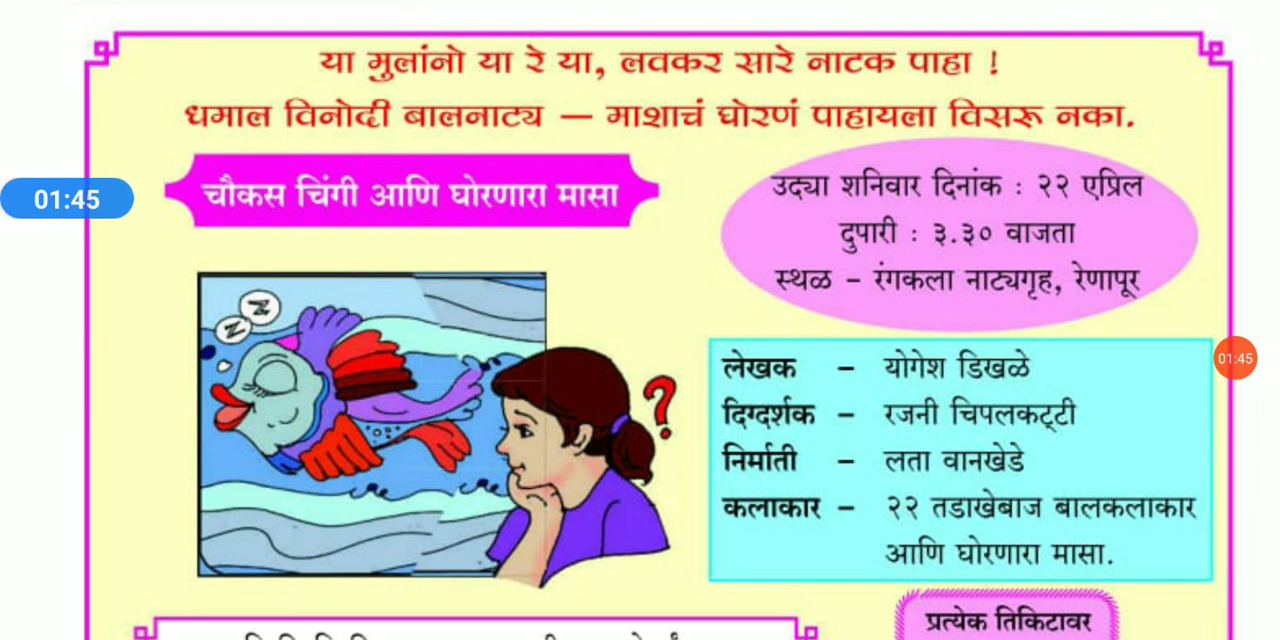 या मुलांनो या रे या, लवकर सारे नाटक पाहा !
धमाल विनोदी बालनाट्य – माशाचं घोरणं पाहायला विसरू नका.
चौकस चिंगी आणि घोरणारा मासा
01:45
उद्या शनिवार दिनांक : २२ एप्रिल
दुपारी : ३.३० वाजता
स्थळ – रंगकला नाट्यगृह, रेणापूर
z z
?
लेखक – योगेश डिखळे
01:45
दिग्दर्शक – रजनी चिपलकट्टी
निर्माती – लता वानखेडे
कलाकार – २२ तडाखेबाज बालकलाकार
आणि घोरणारा मासा.
प्रत्येक तिकिटावर